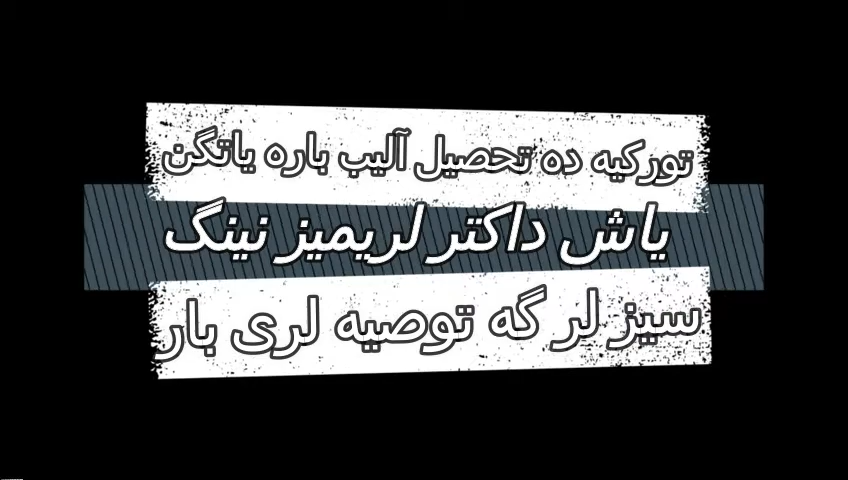 تورکیه ده تحصیل آلیب باره یاتگن
یاش داکتر لریمیز نینگ
سیز لر گه توصیه لری بار